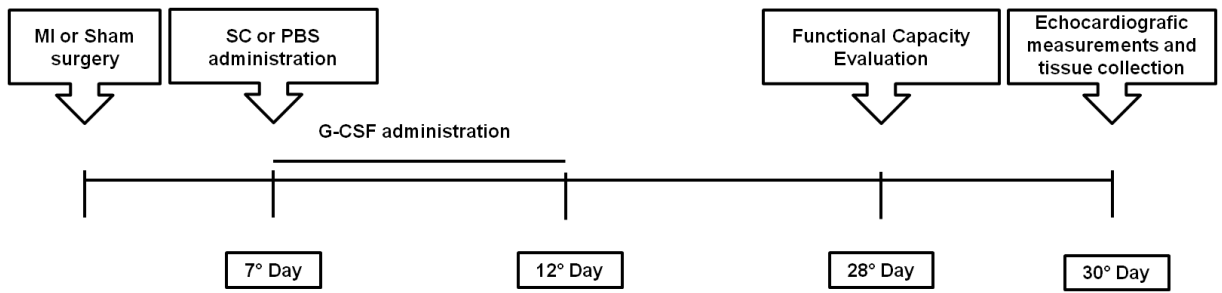 MI or Sham
surgery
SC or PBS
administration
Functional Capacity
Evaluation
Echocardiografic
measurements and
tissue collection
G-CSF administration
7° Day
12° Day
28° Day
30° Day